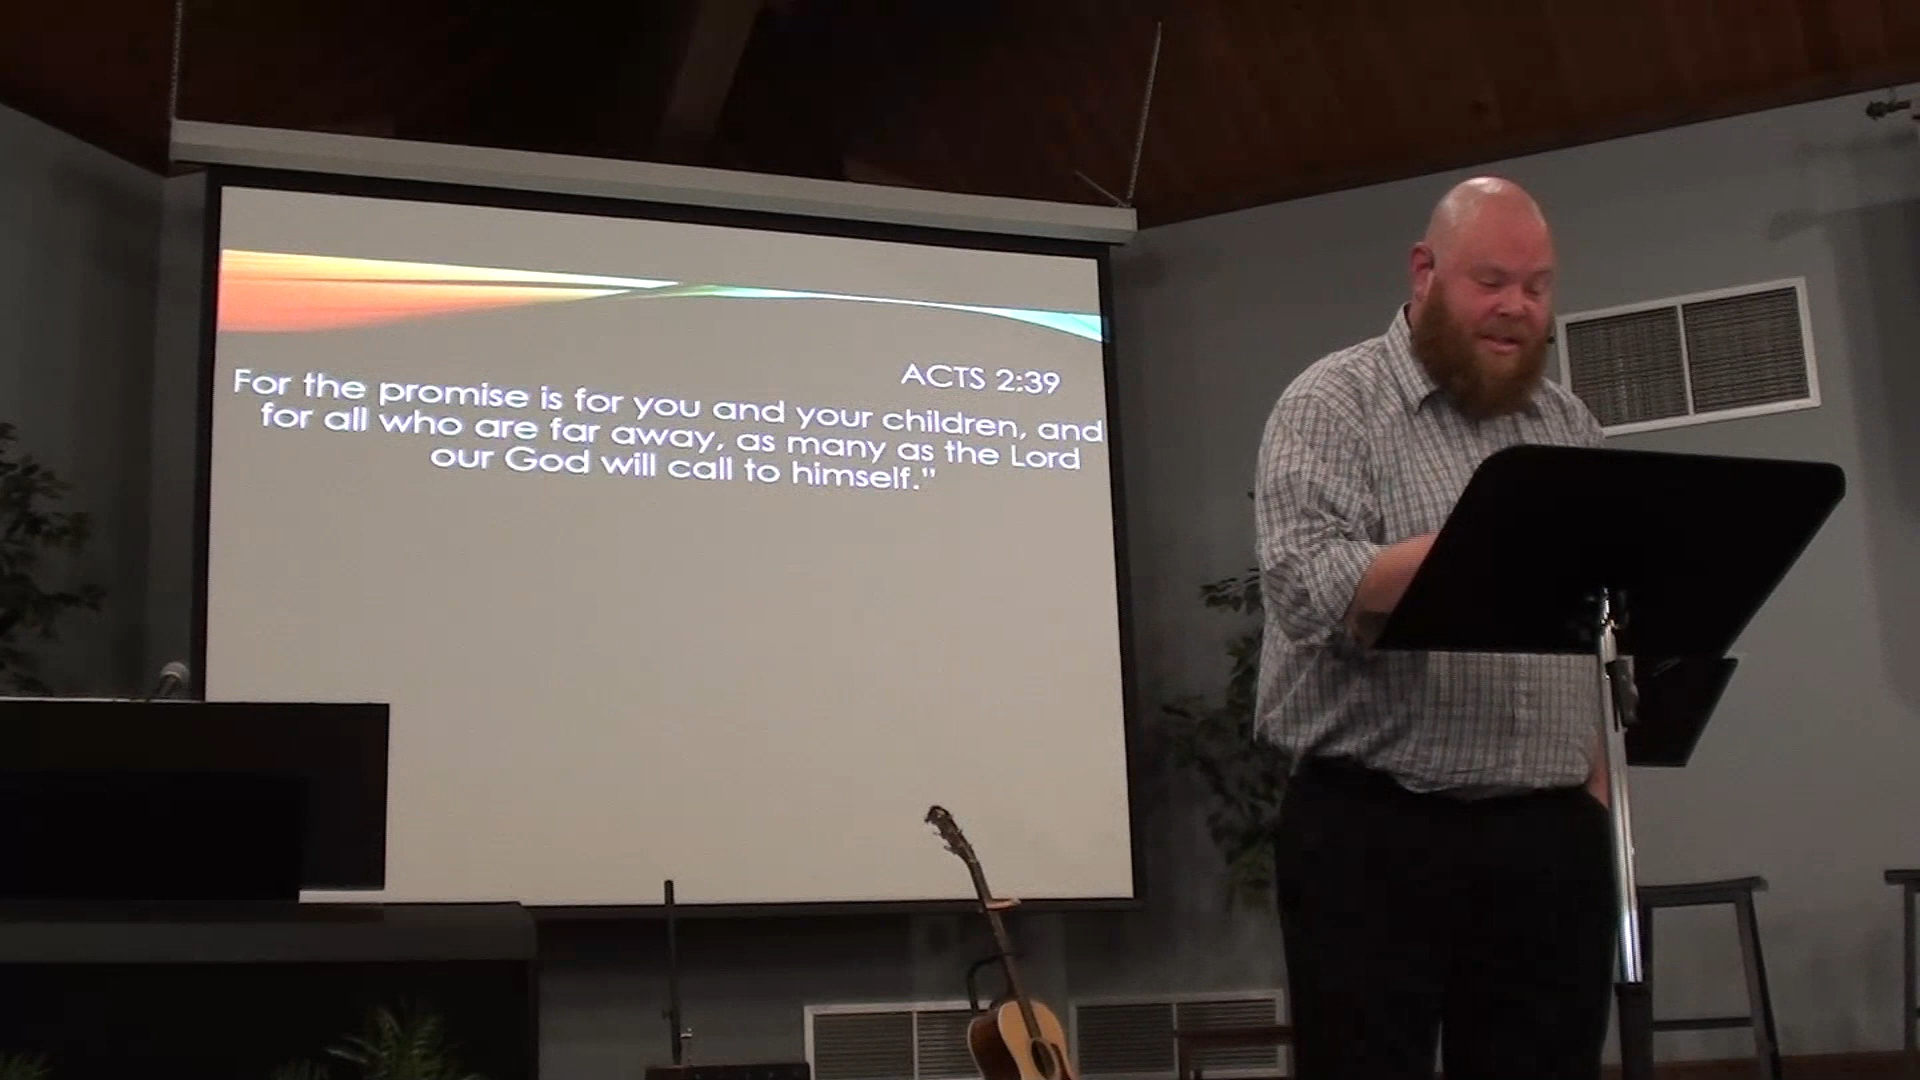 ACTS 2:39
For the promise is for you and your children, and
for all who are far away, as many as the Lord
our God will call to himself."